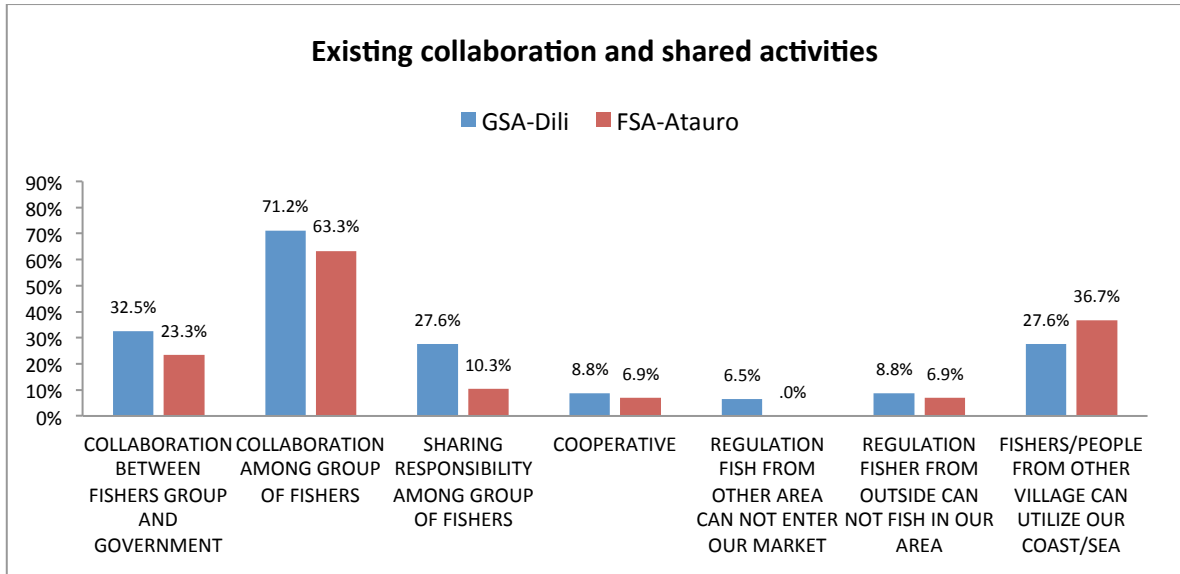 Existing collaboration and shared activities
GSA-Dili FSA-Atauro
90%
80%
70%
60%
50%
40%
30%
20%
10%
0%
32.5%
23.3%
71.2%
63.3%
27.6%
10.3%
8.8%
6.9%
6.5%
.0%
8.8%
6.9%
27.6%
36.7%
COLLABORATION
BETWEEN
FISHERS GROUP
AND
GOVERNMENT
COLLABORATION
AMONG GROUP
OF FISHERS
SHARING
RESPONSIBILITY
AMONG GROUP
OF FISHERS
COOPERATIVE
REGULATION
FISH FROM
OTHER AREA
CAN NOT ENTER
OUR MARKET
REGULATION
FISHER FROM
OUTSIDE CAN
NOT FISH IN OUR
AREA
FISHERS/PEOPLE
FROM OTHER
VILLAGE CAN
UTILIZE OUR
COAST/SEA